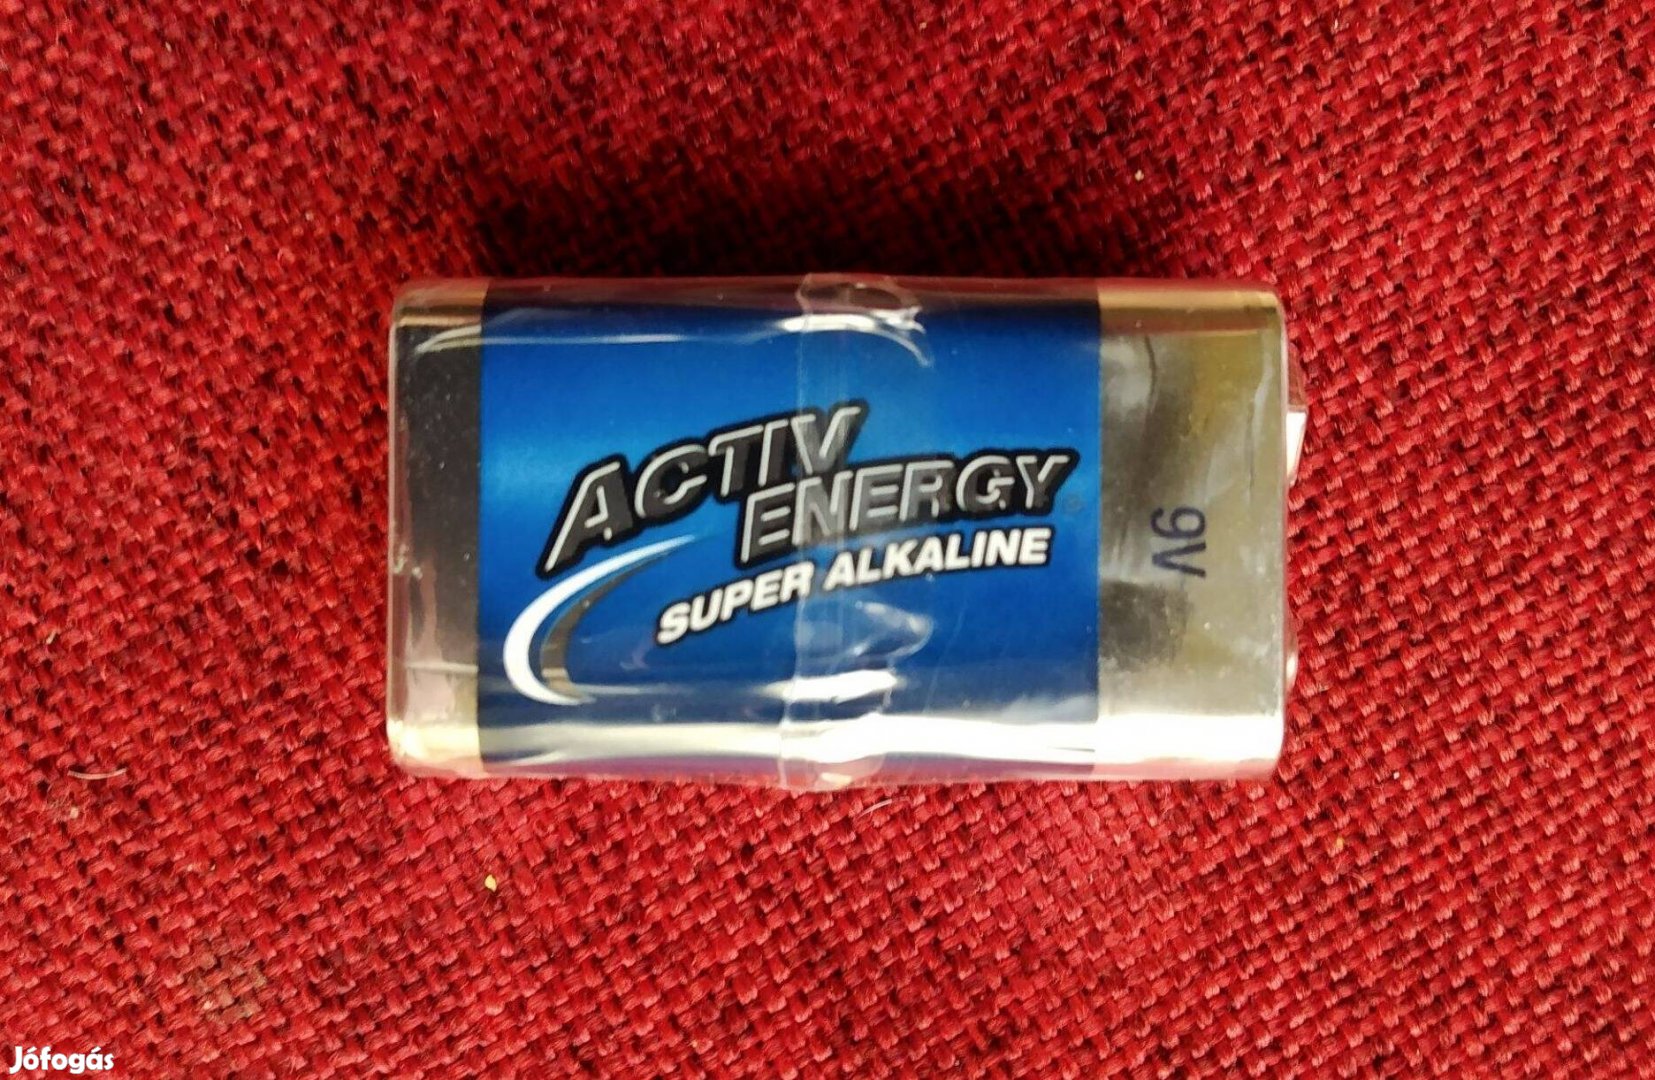 ACTIV
ENERGY
SUPER ALKALINE
9V
Jófogás